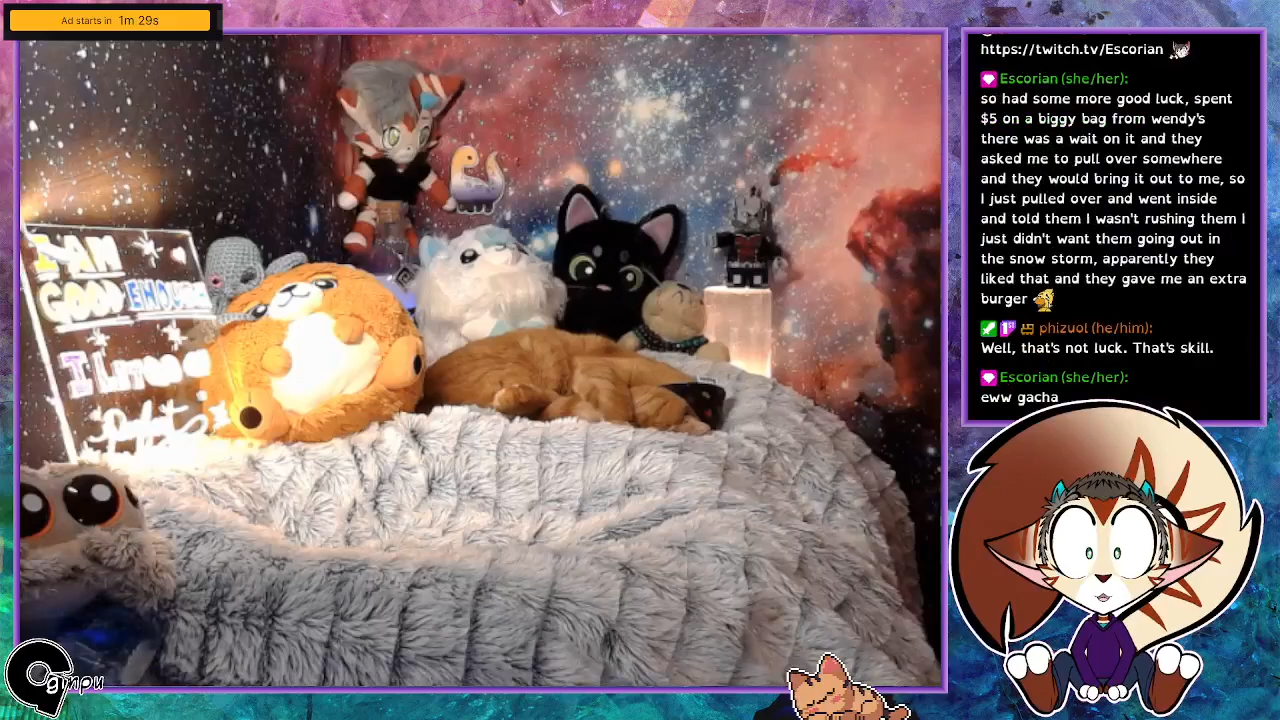 Ad starts in 1m 29s
https://twitch.tv/Escorian
Escorian (she/her):
so had some more good luck, spent
$5 on a biggy bag from wendy's
there was a wait on it and they
asked me to pull over somewhere
and they would bring it out to me, so
I just pulled over and went inside
and told them I wasn't rushing them I
just didn't want them going out in
the snow storm, apparently they
liked that and they gave me an extra
burger
1st phizuol (he/him):
Well, that's not luck. That's skill.
Escorian (she/her):
eww gacha
I AM
GOOD ENOUGH